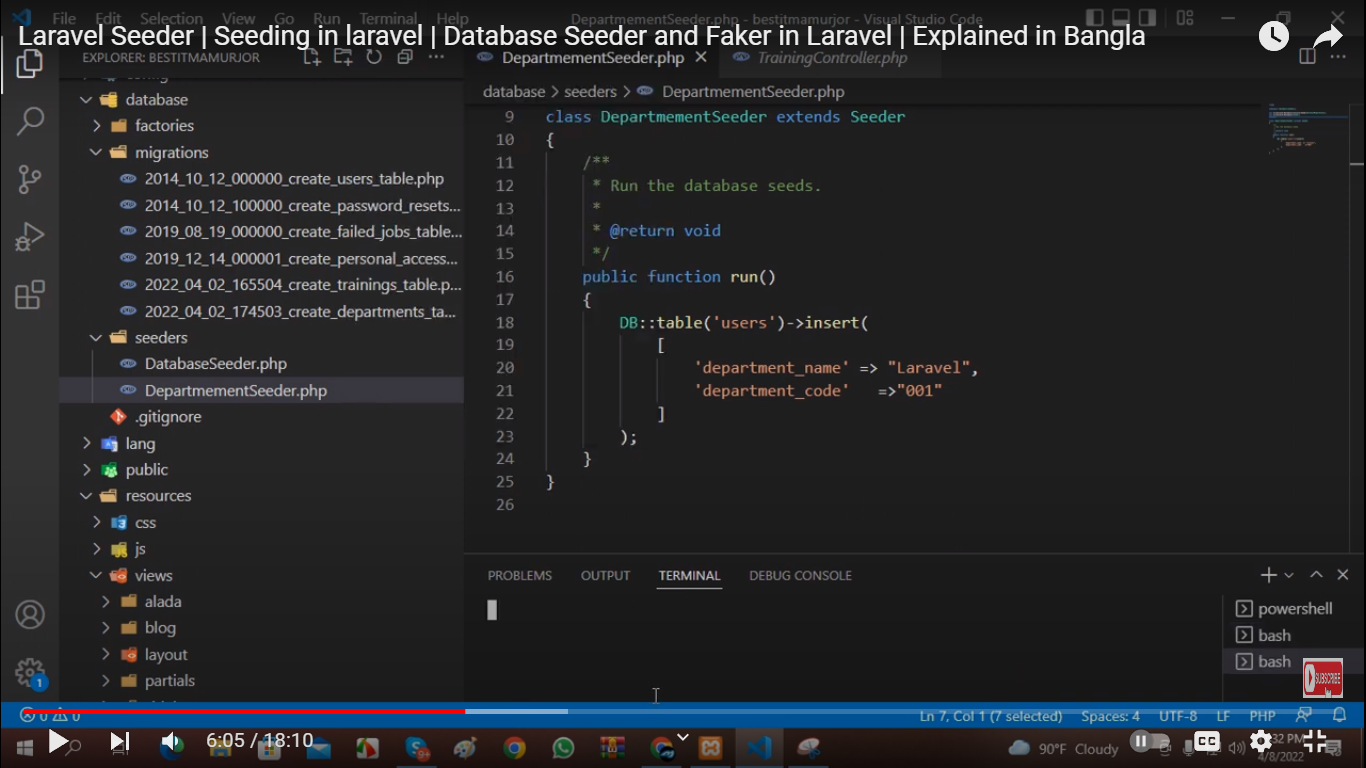 File Edit Selection View Go Run Terminal Help DepartmementSeeder.php - bestitmamurjor - Visual Studio Code
Laravel Seeder | Seeding in laravel | Database Seeder and Faker in Laravel | Explained in Bangla
EXPLORER: BESTITMAMURJOR
DepartmementSeeder.php
TrainingController.php
config
database
factories
migrations
2014_10_12_000000_create_users_table.php
2014_10_12_100000_create_password_resets...
2019_08_19_000000_create_failed_jobs_table...
2019_12_14_000001_create_personal_access...
2022_04_02_165504_create_trainings_table.p...
2022_04_02_174503_create_departments_ta...
seeders
DatabaseSeeder.php
DepartmementSeeder.php
.gitignore
lang
public
resources
css
js
views
alada
blog
layout
partials
database > seeders > DepartmementSeeder.php
9 class DepartmementSeeder extends Seeder
10 {
11 /**
12 * Run the database seeds.
13 *
14 * @return void
15 */
16 public function run()
17 {
18 DB::table('users')->insert(
19 [
20 'department_name' => "Laravel",
21 'department_code' =>"001"
22 ]
23 );
24 }
25 }
26
PROBLEMS OUTPUT TERMINAL DEBUG CONSOLE
powershell
bash
bash
SUBSCRIBE
1
0 0
Ln 7, Col 1 (7 selected) Spaces: 4 UTF-8 LF PHP
6:05 / 18:10
90°F Cloudy
CC
:32 PM
4/8/2022